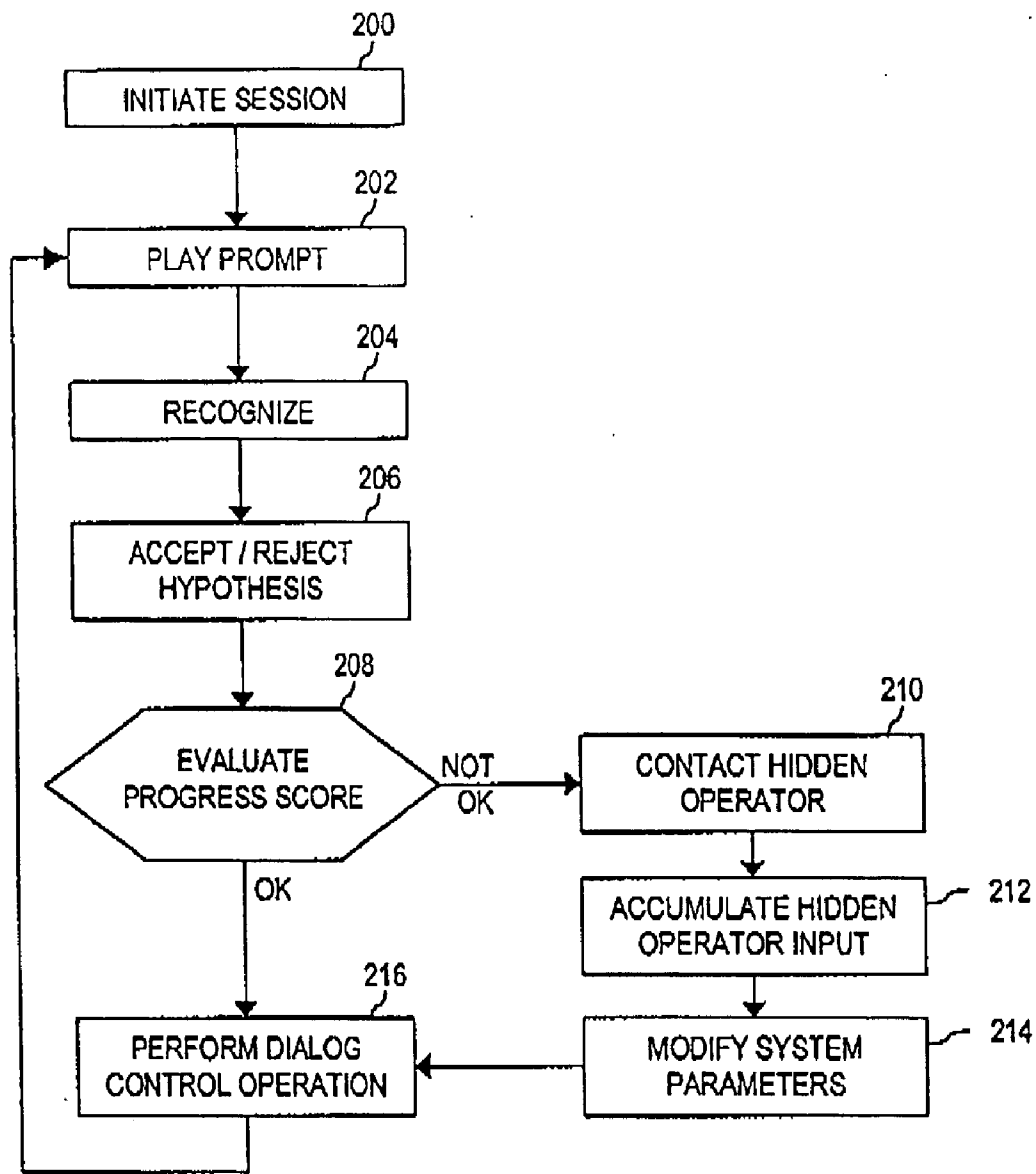 200
INITIATE SESSION
202
PLAY PROMPT
204
RECOGNIZE
206
ACCEPT / REJECT
HYPOTHESIS
208
EVALUATE
PROGRESS SCORE
NOT
OK
OK
210
CONTACT HIDDEN
OPERATOR
212
ACCUMULATE HIDDEN
OPERATOR INPUT
214
MODIFY SYSTEM
PARAMETERS
216
PERFORM DIALOG
CONTROL OPERATION